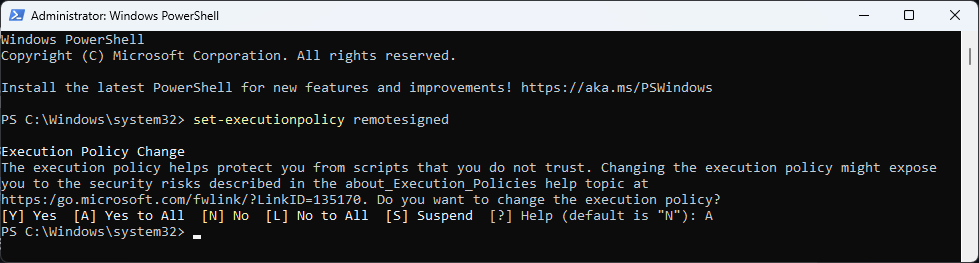 Administrator: Windows PowerShell
Windows PowerShell
Copyright (C) Microsoft Corporation. All rights reserved.
Install the latest PowerShell for new features and improvements! https://aka.ms/PSWindows
PS C:\Windows\system32> set-executionpolicy remotesigned
Execution Policy Change
The execution policy helps protect you from scripts that you do not trust. Changing the execution policy might expose
you to the security risks described in the about_Execution_Policies help topic at
https:/go.microsoft.com/fwlink/?LinkID=135170. Do you want to change the execution policy?
[Y] Yes  [A] Yes to All  [N] No  [L] No to All  [S] Suspend  [?] Help (default is "N"): A
PS C:\Windows\system32>